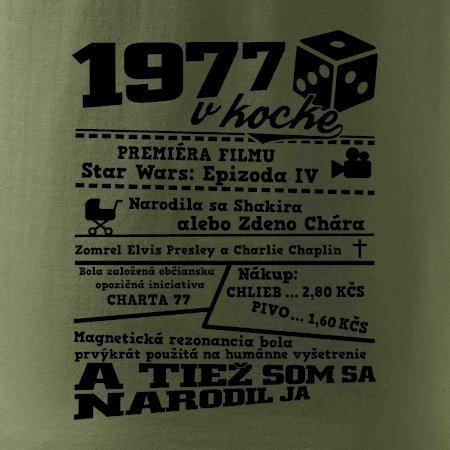 1977
v kocke
PREMIÉRA FILMU
Star Wars: Epizoda IV
Narodila sa Shakira
alebo Zdeno Chára
Zomrel Elvis Presley a Charlie Chaplin
Bola založená občianska
opozičná iniciativa
CHARTA 77
Nákup:
CHLIEB ... 2,80 KČS
PIVO ... 1,60 KČS
Magnetická rezonancia bola
prvýkrát použitá na humánne vyšetrenie
A TIEŽ SOM SA
NARODIL JA